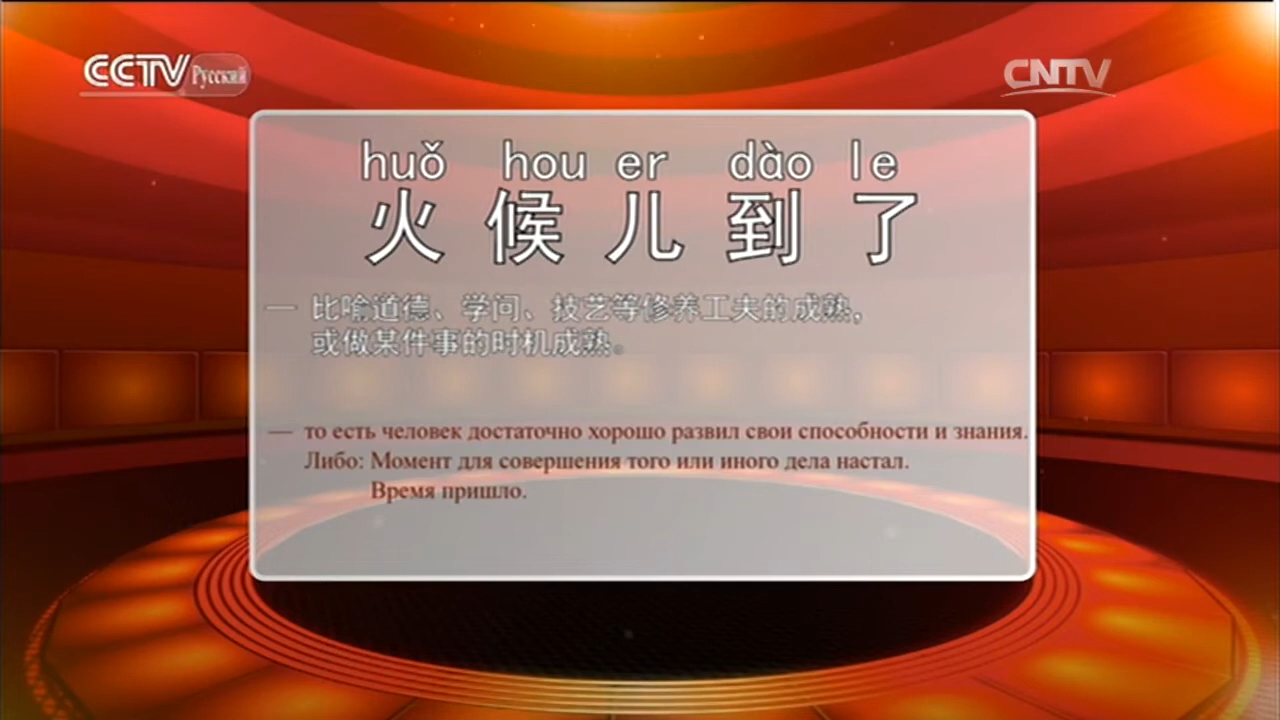 CCTV Русский
CNTV
huǒ hou er dào le
火候儿到了
— 比喻道德、学问、技艺等修养工夫的成熟，
或做某件事的时机成熟。
— то есть человек достаточно хорошо развил свои способности и знания.
Либо: Момент для совершения того или иного дела настал.
Время пришло.